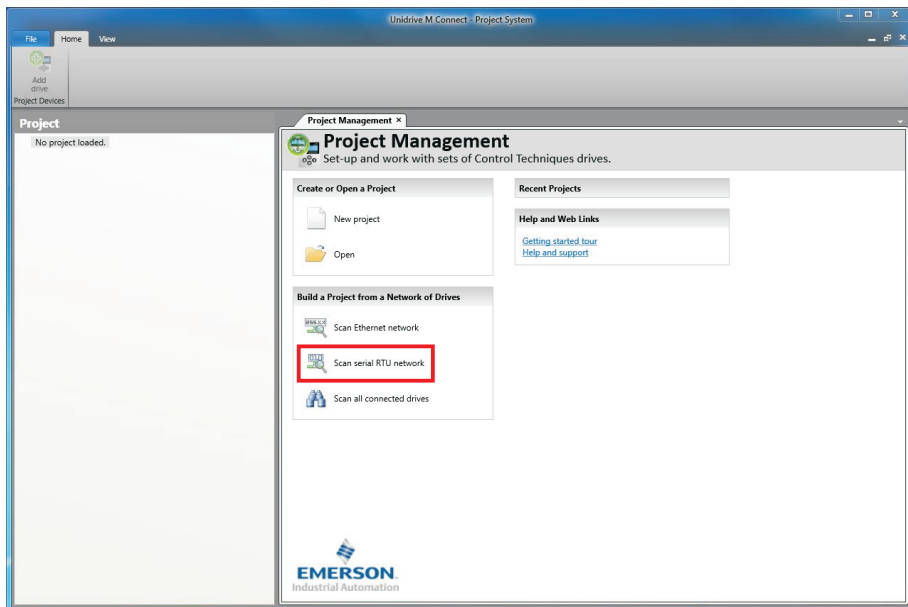 Unidrive M Connect - Project System
File Home View
Add
drive
Project Devices
Project
No project loaded.
Project Management ×
Project Management
Set-up and work with sets of Control Techniques drives.
Create or Open a Project
New project
Open
Build a Project from a Network of Drives
Scan Ethernet network
Scan serial RTU network
Scan all connected drives
Recent Projects
Help and Web Links
Getting started tour
Help and support
EMERSON
Industrial Automation